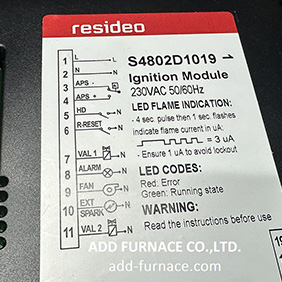 resideo
S4802D1019
Ignition Module
230VAC 50/60Hz
1 L L
2 N N
3 APS -
4 APS +
5 HD N
6 R-RESET N
7 VAL 1 N
8 ALARM N
9 FAN N
10 EXT SPARK N
11 VAL 2 N
LED FLAME INDICATION:
- 4 sec. pulse then 1 sec. flashes
indicate flame current in uA:
= 3 uA
- Ensure 1 uA to avoid lockout
LED CODES:
Red: Error
Green: Running state
WARNING:
Read the instructions before use
ADD FURNACE CO.,LTD.
add-furnace.com